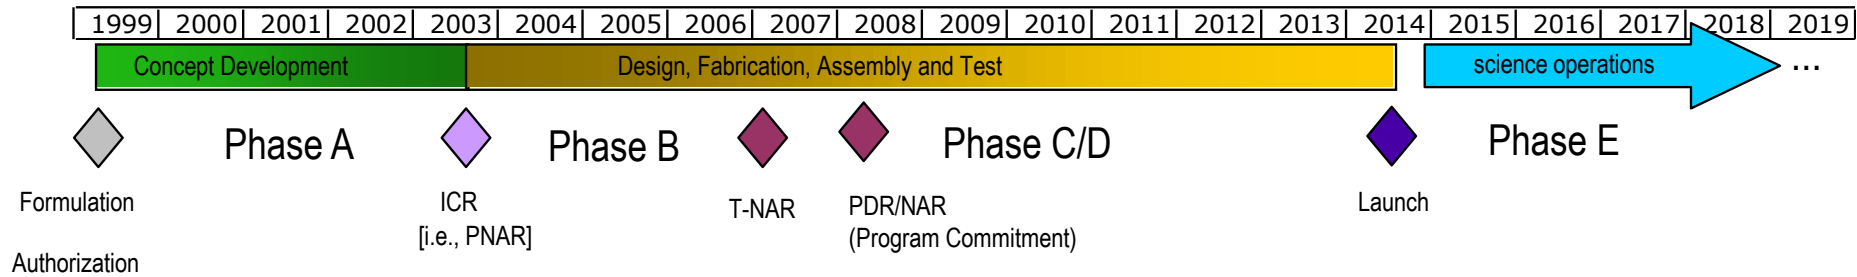 1999 2000 2001 2002 2003 2004 2005 2006 2007 2008 2009 2010 2011 2012 2013 2014 2015 2016 2017 2018 2019
Concept Development Design, Fabrication, Assembly and Test science operations ...
Phase A Phase B Phase C/D Phase E
Formulation ICR T-NAR PDR/NAR Launch
[i.e., PNAR] (Program Commitment)
Authorization